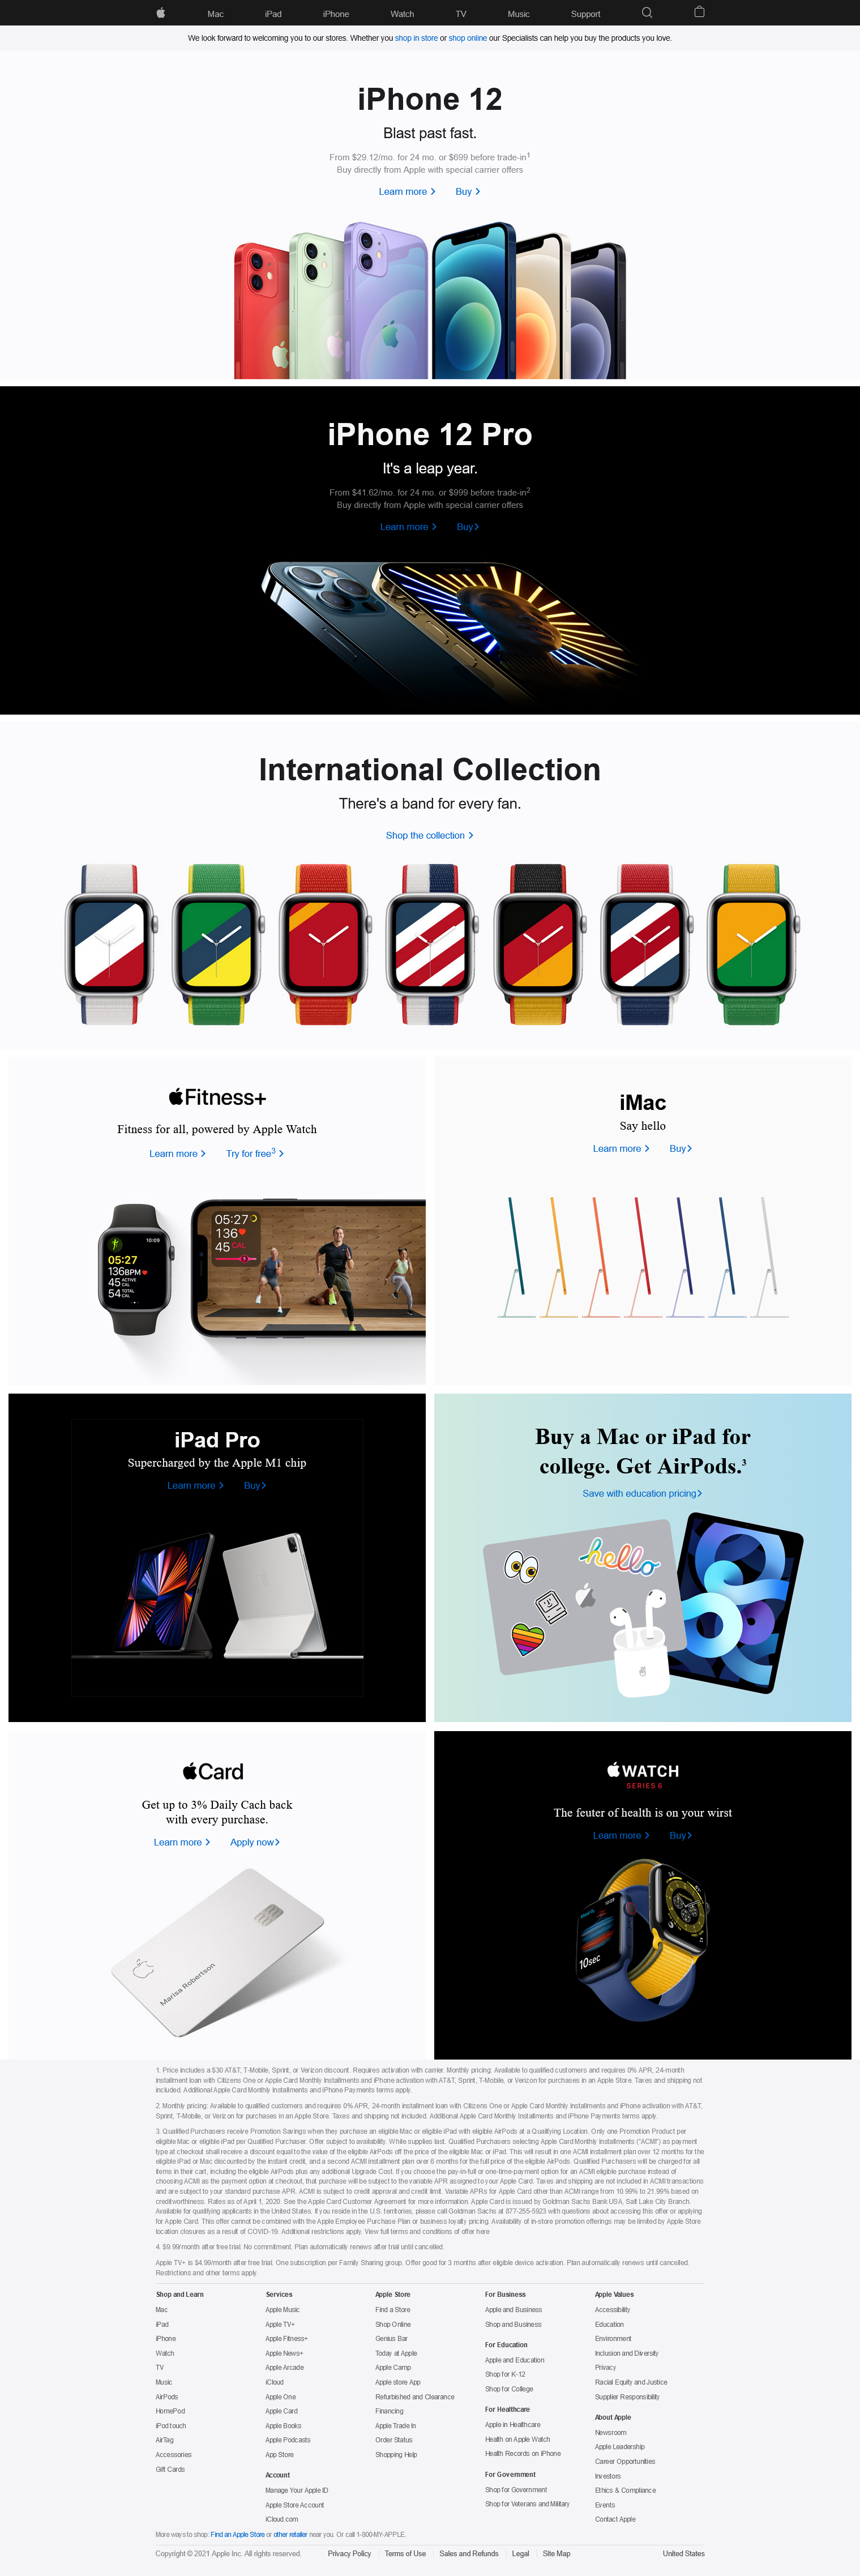 Mac iPad iPhone Watch TV Music Support
We look forward to welcoming you to our stores. Whether you shop in store or shop online our Specialists can help you buy the products you love.
iPhone 12
Blast past fast.
From $29.12/mo. for 24 mo. or $699 before trade-in1
Buy directly from Apple with special carrier offers
Learn more Buy
iPhone 12 Pro
It's a leap year.
From $41.62/mo. for 24 mo. or $999 before trade-in2
Buy directly from Apple with special carrier offers
Learn more Buy
International Collection
There's a band for every fan.
Shop the collection
Fitness+
Fitness for all, powered by Apple Watch
Learn more Try for free3
10:09
05:27
136BPM
45 ACTIVE CAL
54 TOTAL CAL
05:27
136
45 CAL
iMac
Say hello
Learn more Buy
iPad Pro
Supercharged by the Apple M1 chip
Learn more Buy
Buy a Mac or iPad for
college. Get AirPods.3
Save with education pricing
hello
Card
Get up to 3% Daily Cach back
with every purchase.
Learn more Apply now
Marisa Robertson
WATCH
SERIES 6
The feuter of health is on your wirst
Learn more Buy
10sec
1. Price includes a $30 AT&T, T-Mobile, Sprint, or Verizon discount. Requires activation with carrier. Monthly pricing: Available to qualified customers and requires 0% APR, 24-month
installment loan with Citizens One or Apple Card Monthly Installments and iPhone activation with AT&T, Sprint, T-Mobile, or Verizon for purchases in an Apple Store. Taxes and shipping not
included. Additional Apple Card Monthly Installments and iPhone Payments terms apply.
2. Monthly pricing: Available to qualified customers and requires 0% APR, 24-month installment loan with Citizens One or Apple Card Monthly Installments and iPhone activation with AT&T,
Sprint, T-Mobile, or Verizon for purchases in an Apple Store. Taxes and shipping not included. Additional Apple Card Monthly Installments and iPhone Payments terms apply.
3. Qualified Purchasers receive Promotion Savings when they purchase an eligible Mac or eligible iPad with eligible AirPods at a Qualifying Location. Only one Promotion Product per
eligible Mac or eligible iPad per Qualified Purchaser. Offer subject to availability. While supplies last. Qualified Purchasers selecting Apple Card Monthly Installments ("ACMI") as payment
type at checkout shall receive a discount equal to the value of the eligible AirPods off the price of the eligible Mac or iPad. This will result in one ACMI installment plan over 12 months for the
eligible iPad or Mac discounted by the instant credit, and a second ACMI installment plan over 6 months for the full price of the eligible AirPods. Qualified Purchasers will be charged for all
items in their cart, including the eligible AirPods plus any additional Upgrade Cost. If you choose the pay-in-full or one-time-payment option for an ACMI eligible purchase instead of
choosing ACMI as the payment option at checkout, that purchase will be subject to the variable APR assigned to your Apple Card. Taxes and shipping are not included in ACMI transactions
and are subject to your standard purchase APR. ACMI is subject to credit approval and credit limit. Variable APRs for Apple Card other than ACMI range from 10.99% to 21.99% based on
creditworthiness. Rates as of April 1, 2020. See the Apple Card Customer Agreement for more information. Apple Card is issued by Goldman Sachs Bank USA, Salt Lake City Branch.
Available for qualifying applicants in the United States. If you reside in the U.S. territories, please call Goldman Sachs at 877-255-5923 with questions about accessing this offer or applying
for Apple Card. This offer cannot be combined with the Apple Employee Purchase Plan or business loyalty pricing. Availability of in-store promotion offerings may be limited by Apple Store
location closures as a result of COVID-19. Additional restrictions apply. View full terms and conditions of offer here
4. $9.99/month after free trial. No commitment. Plan automatically renews after trial until cancelled.
Apple TV+ is $4.99/month after free trial. One subscription per Family Sharing group. Offer good for 3 months after eligible device activation. Plan automatically renews until cancelled.
Restrictions and other terms apply.
Shop and Learn
Mac
iPad
iPhone
Watch
TV
Music
AirPods
HomePod
iPod touch
AirTag
Accessories
Gift Cards
Services
Apple Music
Apple TV+
Apple Fitness+
Apple News+
Apple Arcade
iCloud
Apple One
Apple Card
Apple Books
Apple Podcasts
App Store
Account
Manage Your Apple ID
Apple Store Account
iCloud.com
Apple Store
Find a Store
Shop Online
Genius Bar
Today at Apple
Apple Camp
Apple store App
Refurbished and Clearance
Financing
Apple Trade In
Order Status
Shopping Help
For Business
Apple and Business
Shop and Business
For Education
Apple and Education
Shop for K-12
Shop for College
For Healthcare
Apple in Healthcare
Health on Apple Watch
Health Records on iPhone
For Government
Shop for Government
Shop for Veterans and Military
Apple Values
Accessibility
Education
Environment
Inclusion and Diversity
Privacy
Racial Equity and Justice
Supplier Responsibility
About Apple
Newsroom
Apple Leadership
Career Opportunities
Investors
Ethics & Compliance
Events
Contact Apple
More ways to shop: Find an Apple Store or other retailer near you. Or call 1-800-MY-APPLE.
Copyright © 2021 Apple Inc. All rights reserved. Privacy Policy Terms of Use Sales and Refunds Legal Site Map United States